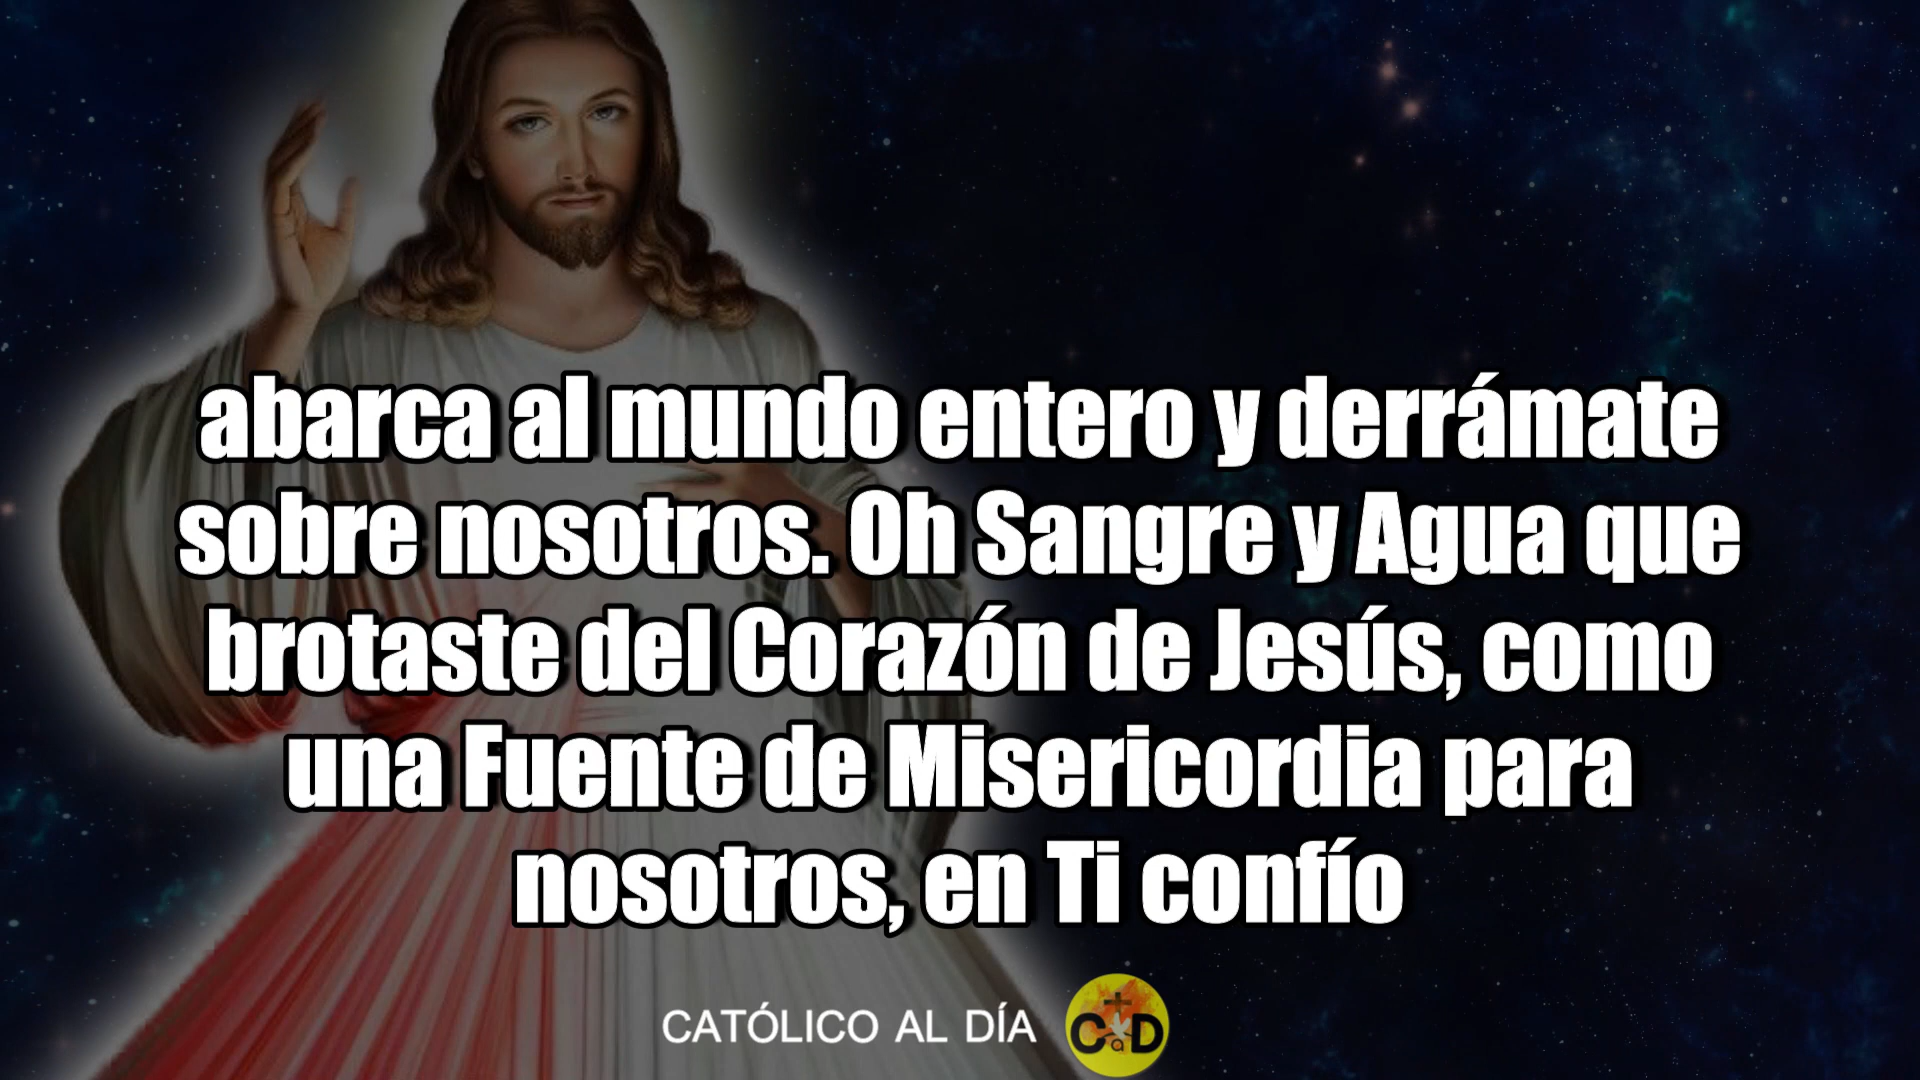 abarca al mundo entero y derrámate
sobre nosotros. Oh Sangre y Agua que
brotaste del Corazón de Jesús, como
una Fuente de Misericordia para
nosotros, en Ti confío
CATÓLICO AL DÍA
CaD